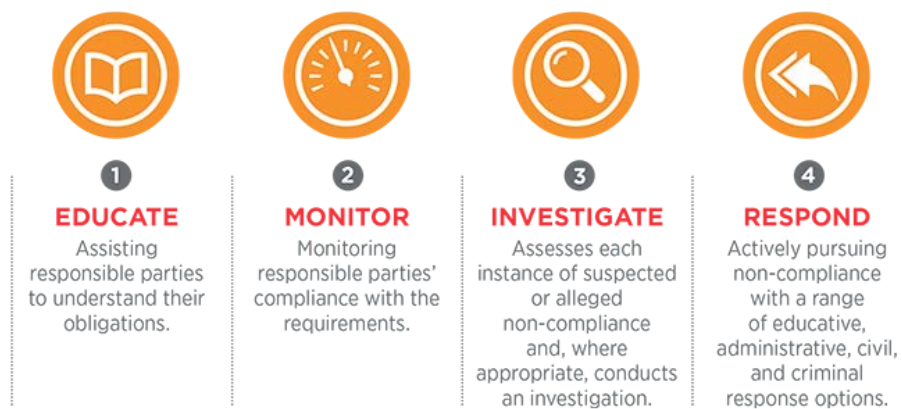 1
EDUCATE
Assisting
responsible parties
to understand their
obligations.
2
MONITOR
Monitoring
responsible parties’
compliance with the
requirements.
3
INVESTIGATE
Assesses each
instance of suspected
or alleged
non-compliance
and, where
appropriate, conducts
an investigation.
4
RESPOND
Actively pursuing
non-compliance
with a range
of educative,
administrative, civil,
and criminal
response options.